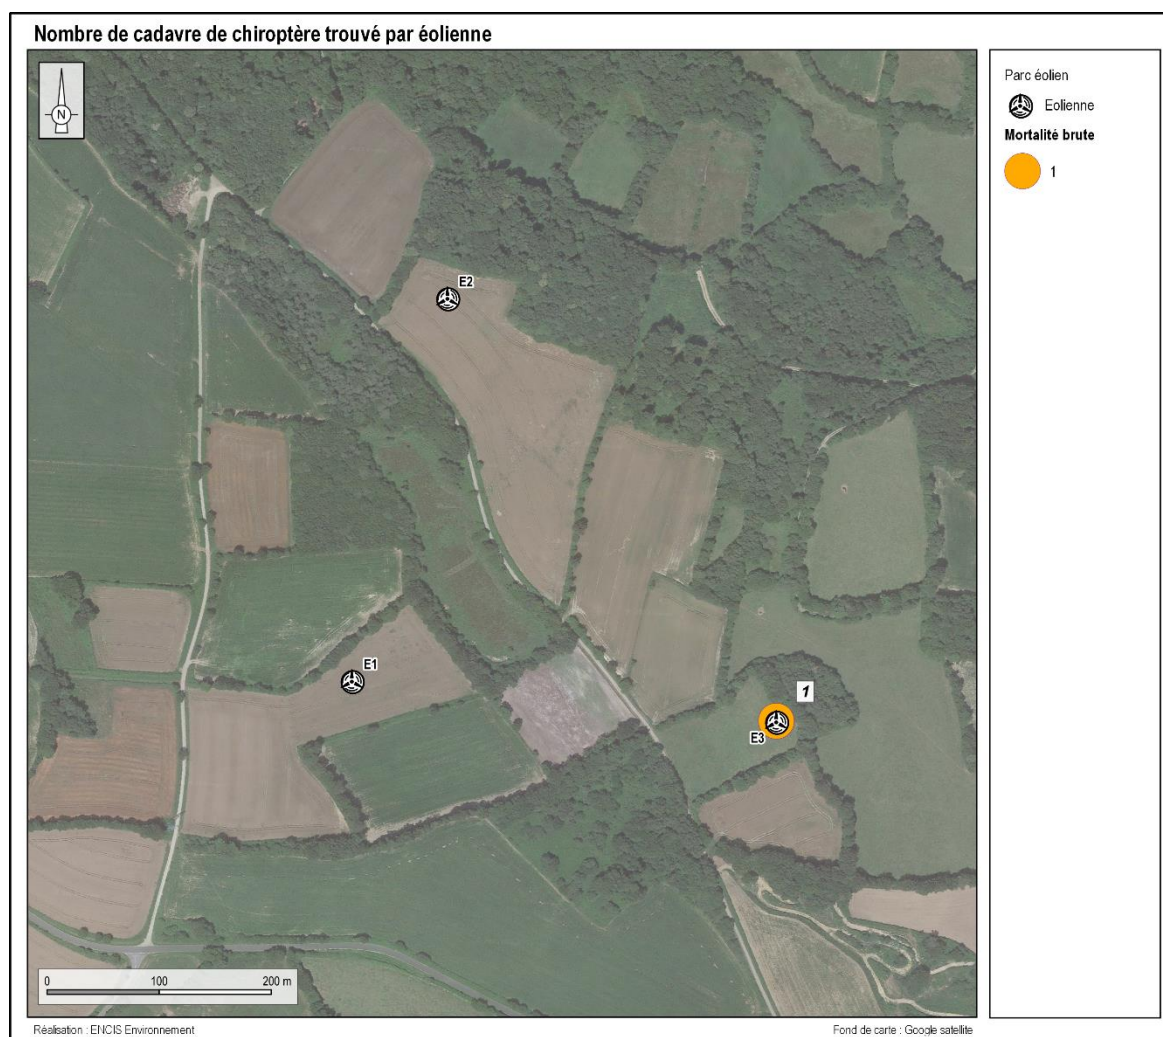 Nombre de cadavre de chiroptère trouvé par éolienne
N
Parc éolien
Eolienne
Mortalité brute
1
E2
E1
1
E3
0 100 200 m
Réalisation : ENCIS Environnement
Fond de carte : Google satellite